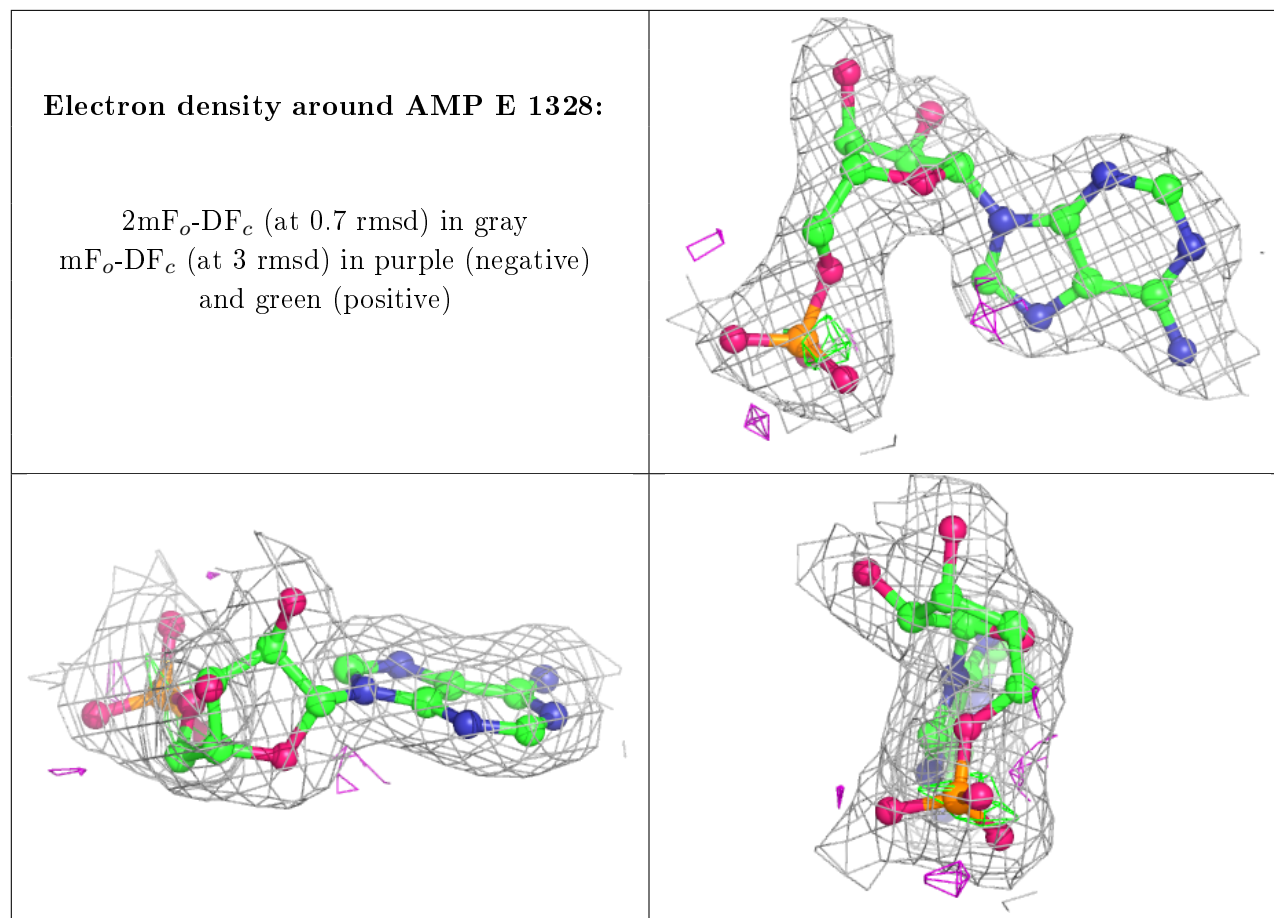 Electron density around AMP E 1328:
2mFo-DFc (at 0.7 rmsd) in gray
mFo-DFc (at 3 rmsd) in purple (negative)
and green (positive)